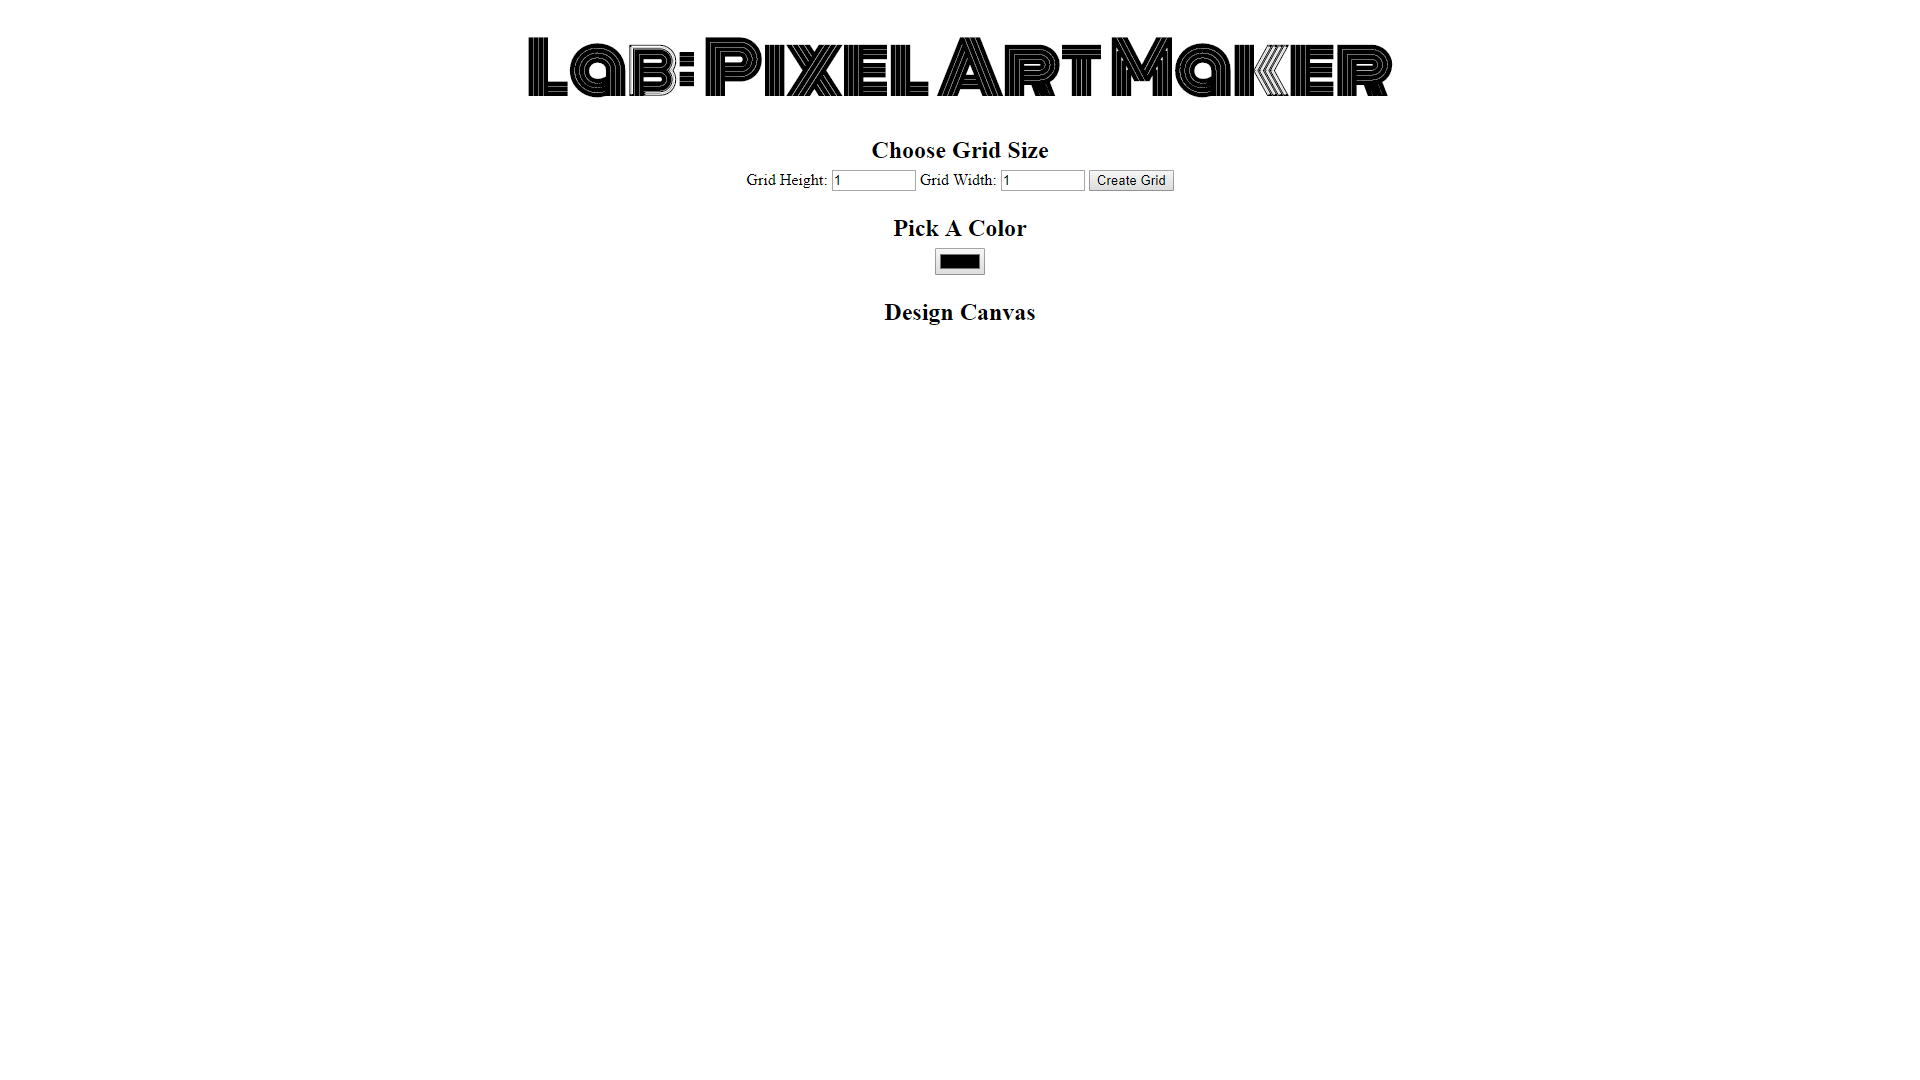 Lab: Pixel Art Maker
Choose Grid Size
Grid Height: 1 Grid Width: 1 Create Grid
Pick A Color
Design Canvas